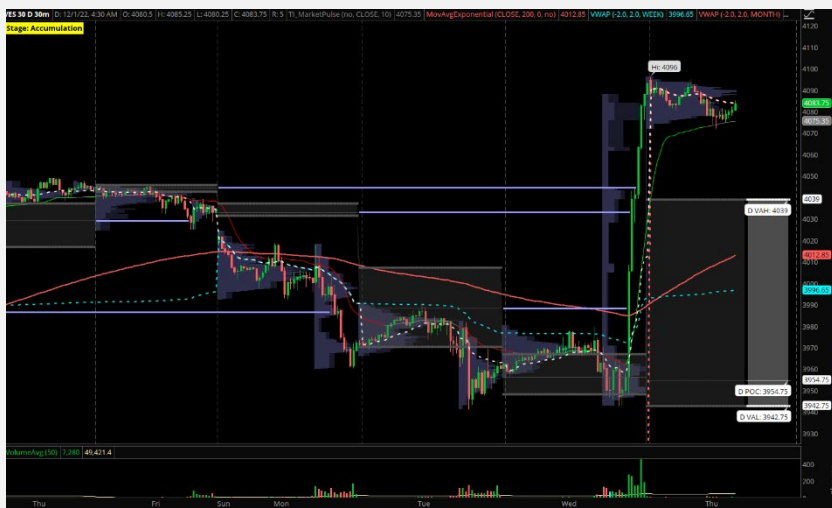 VES 30 D 30m D: 12/1/22, 4:30 AM O: 4080.5 H: 4085.25 L: 4080.25 C: 4083.75 R: 5 TI_MarketPulse (no, CLOSE, 10) 4075.35 MovAvgExponential (CLOSE, 200, 0, no) 4012.85 VWAP (-2.0, 2.0, WEEK) 3996.65 VWAP (-2.0, 2.0, MONTH)
Stage: Accumulation
4120
4110
4100
Hi: 4096
4090
4083.75
4075.35
4060
4050
4039
D VAH: 4039
4030
4020
4012.85
4010
3996.65
3990
3980
3970
3960
3954.75
D POC: 3954.75
3942.75
D VAL: 3942.75
3930
VolumeAvg (50) 7,280 49,421.4
400
200
Thu Fri Sun Mon Tue Wed Thu